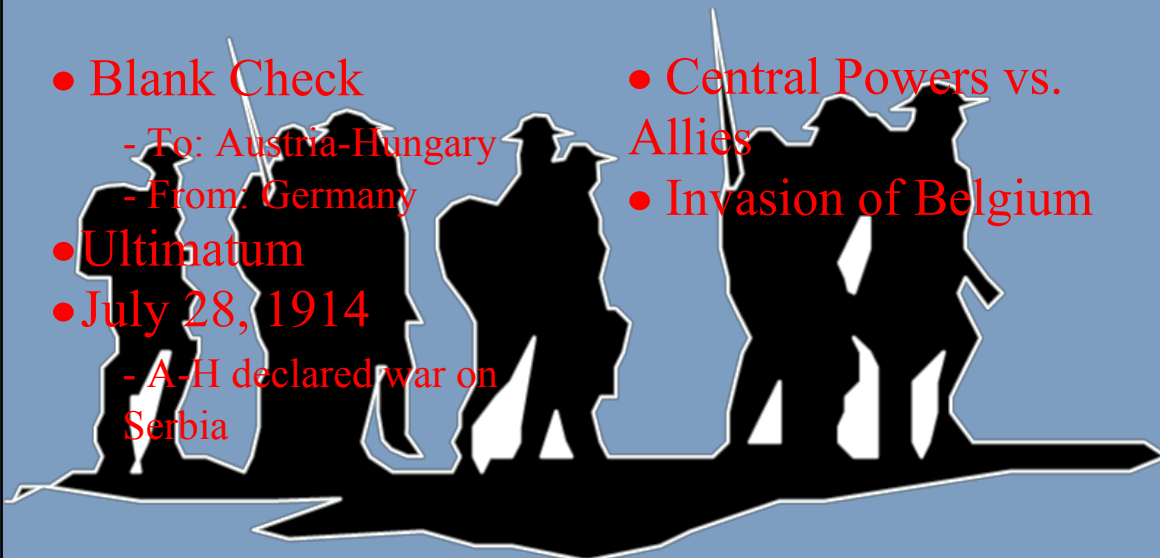 • Blank Check
- To: Austria-Hungary
- From: Germany
•Ultimatum
•July 28, 1914
- A-H declared war on
Serbia
• Central Powers vs.
Allies
• Invasion of Belgium